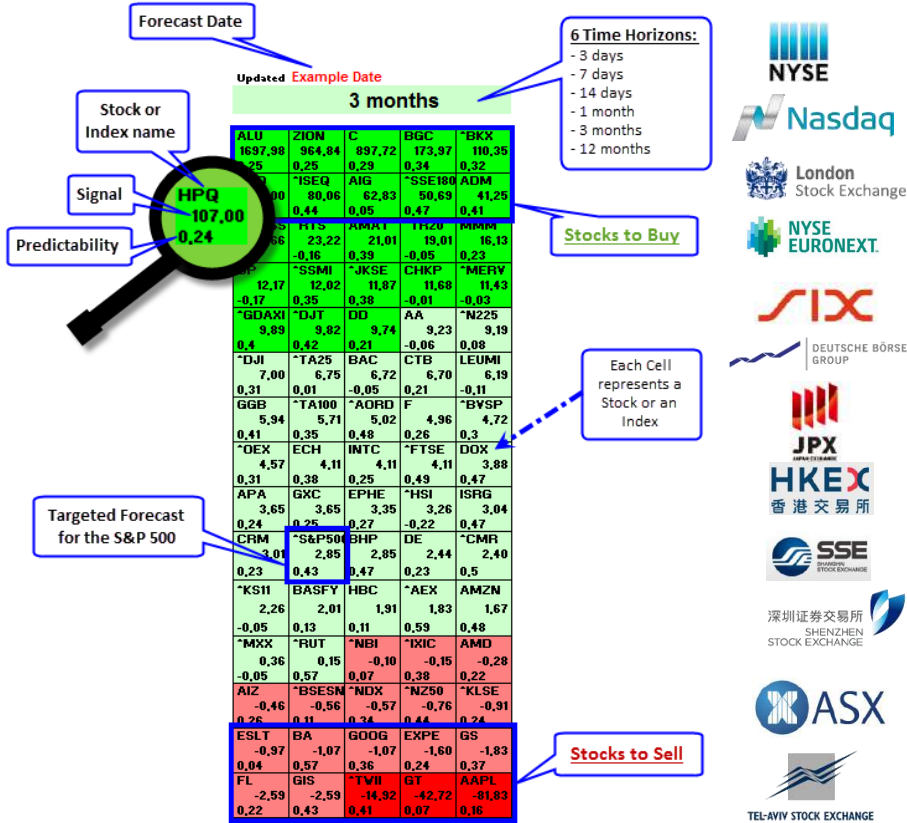 Forecast Date
6 Time Horizons:
- 3 days
- 7 days
- 14 days
- 1 month
- 3 months
- 12 months
Updated Example Date
3 months
Stock or
Index name
Signal
Predictability
HPQ
107,00
0,24
ALU ZION C BGC ^BKX
1697,98 964,84 897,72 173,97 110,35
0,25 0,29 0,34 0,32
^ISEQ AIG ^SSE180 ADM
80,06 62,83 50,69 41,25
0,44 0,05 0,47 0,41
RTS AMAT TR20 MMM
23,22 21,01 19,01 16,13
-0,16 0,39 -0,05 0,23
^SSMI ^JKSE CHKP ^MERV
12,17 12,02 11,87 11,68 11,43
-0,17 0,35 0,38 -0,01 -0,03
^GDAXI ^DJT DD AA ^N225
9,89 9,82 9,74 9,23 9,19
0,4 0,42 0,21 -0,06 0,08
^DJI ^TA25 BAC CTB LEUMI
7,00 6,75 6,72 6,70 6,19
0,31 0,01 -0,05 0,21 -0,11
GGB ^TA100 ^AORD F ^BVSP
5,94 5,71 5,02 4,96 4,72
0,41 0,35 0,48 0,26 0,3
^OEX ECH INTC ^FTSE DOX
4,57 4,11 4,11 4,11 3,88
0,31 0,38 0,25 0,49 0,47
APA GXC EPHE ^HSI ISRG
3,65 3,65 3,35 3,26 3,04
0,24 0,25 0,27 -0,22 0,47
CRM ^S&P500 BHP DE ^CMR
3,01 2,85 2,85 2,44 2,40
0,23 0,43 0,47 0,23 0,5
^KS11 BASFY HBC ^AEX AMZN
2,26 2,01 1,91 1,83 1,67
-0,05 0,13 0,11 0,59 0,48
^MXX ^RUT ^NBI ^IXIC AMD
0,36 0,15 -0,10 -0,15 -0,28
-0,05 0,57 0,07 0,38 0,22
AIZ ^BSESN ^NDX ^NZ50 ^KLSE
-0,46 -0,56 -0,57 -0,76 -0,91
0,26 0,11 0,34 0,44 0,24
ESLT BA GOOG EXPE GS
-0,97 -1,07 -1,07 -1,60 -1,83
0,04 0,57 0,36 0,24 0,37
FL GIS ^TWII GT AAPL
-2,59 -2,59 -14,92 -42,72 -81,83
0,22 0,43 0,41 0,07 0,16
Stocks to Buy
Each Cell
represents a
Stock or an
Index
Targeted Forecast
for the S&P 500
Stocks to Sell
NYSE
Nasdaq
London
Stock Exchange
NYSE
EURONEXT.
SIX
DEUTSCHE BÖRSE
GROUP
JPX
JAPAN EXCHANGE
HKEX
香港交易所
SSE
SHANGHAI
STOCK EXCHANGE
深圳证券交易所
SHENZHEN
STOCK EXCHANGE
ASX
TEL-AVIV STOCK EXCHANGE